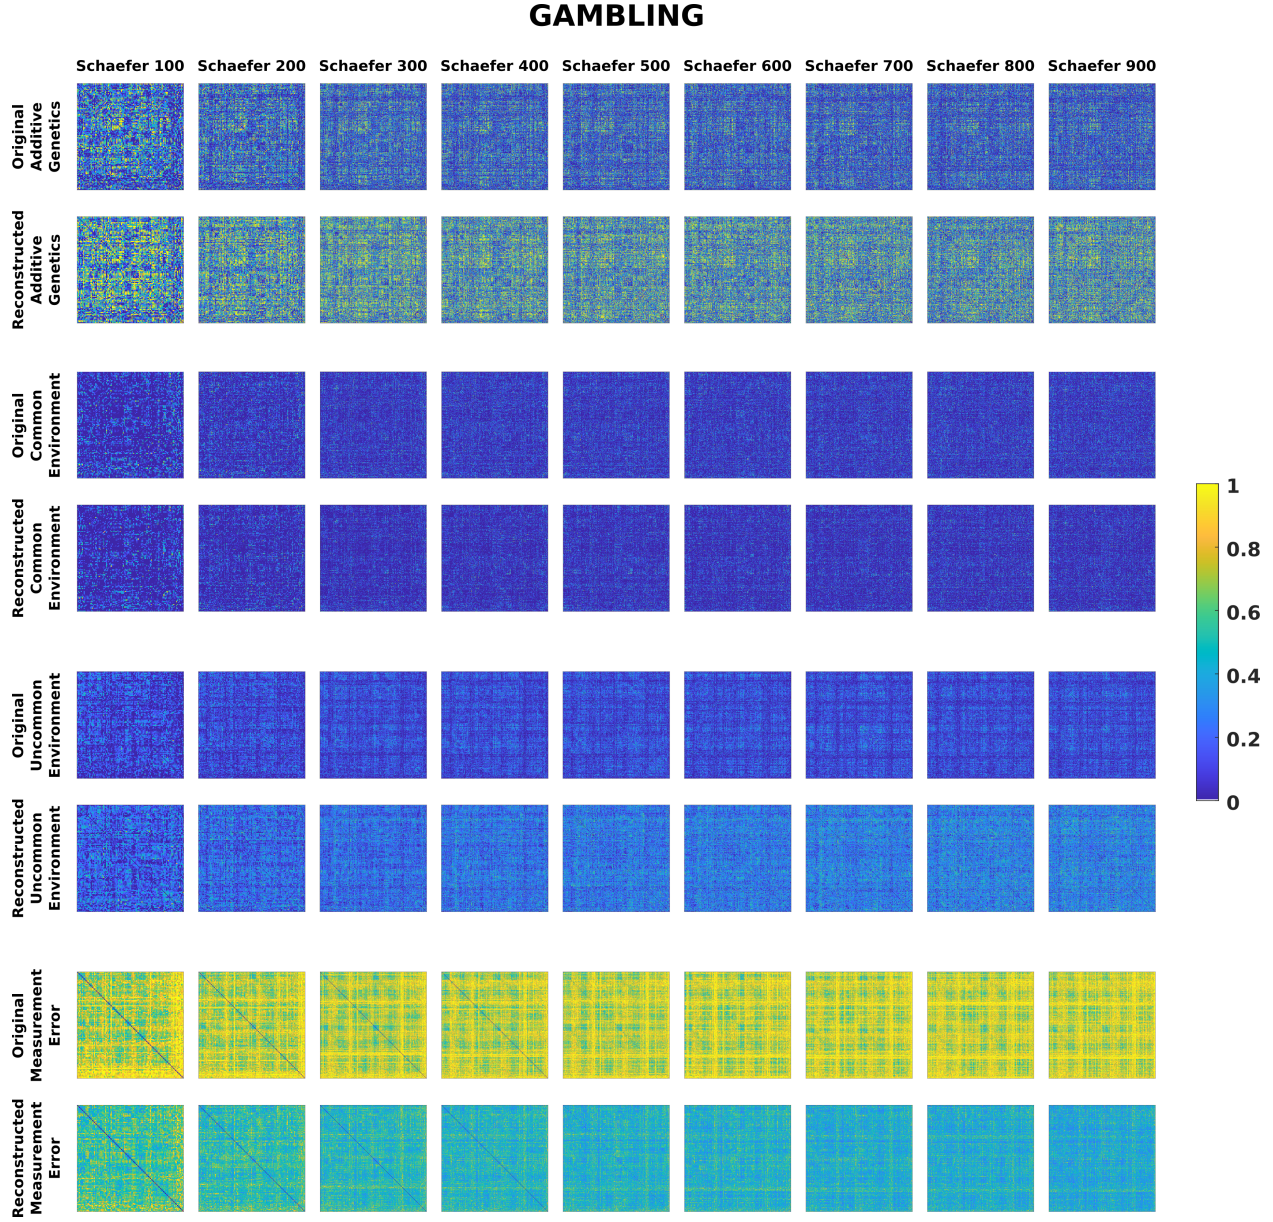 GAMBLING
Schaefer 100 Schaefer 200 Schaefer 300 Schaefer 400 Schaefer 500 Schaefer 600 Schaefer 700 Schaefer 800 Schaefer 900
Original
Additive
Genetics
Reconstructed
Additive
Genetics
Original
Common
Environment
Reconstructed
Common
Environment
Original
Uncommon
Environment
Reconstructed
Uncommon
Environment
Original
Measurement
Error
Reconstructed
Measurement
Error
1
0.8
0.6
0.4
0.2
0